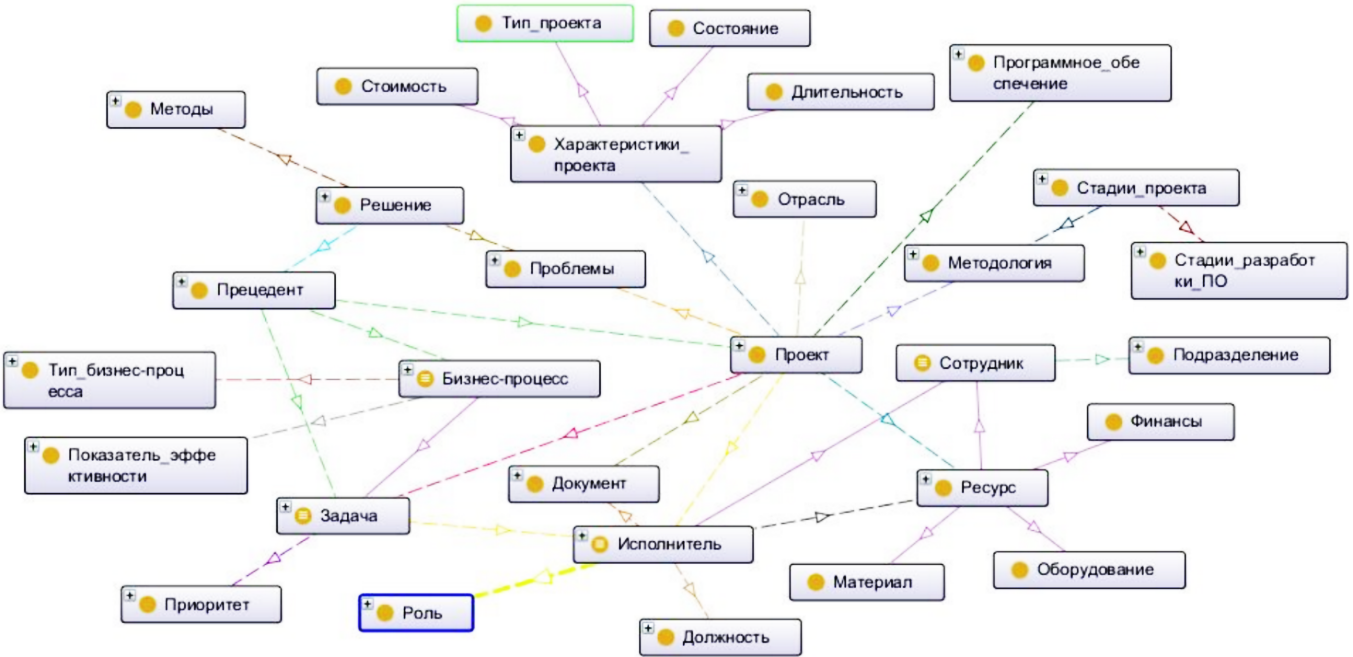 Тип_проекта
Состояние
Программное_обе
спечение
Стоимость
Длительность
Методы
Характеристики_
проекта
Стадии_проекта
Отрасль
Решение
Проблемы
Методология
Стадии_разработ
ки_ПО
Прецедент
Проект
Сотрудник
Подразделение
Тип_бизнес-проц
есса
Бизнес-процесс
Финансы
Показатель_эффе
ктивности
Документ
Ресурс
Задача
Исполнитель
Материал
Оборудование
Приоритет
Роль
Должность